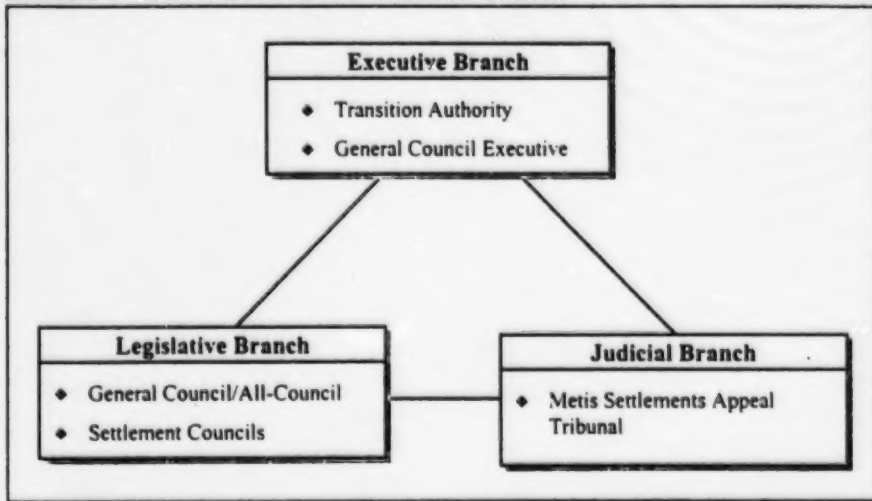 Executive Branch
◆ Transition Authority
◆ General Council Executive
Legislative Branch
◆ General Council/All-Council
◆ Settlement Councils
Judicial Branch
◆ Metis Settlements Appeal
Tribunal